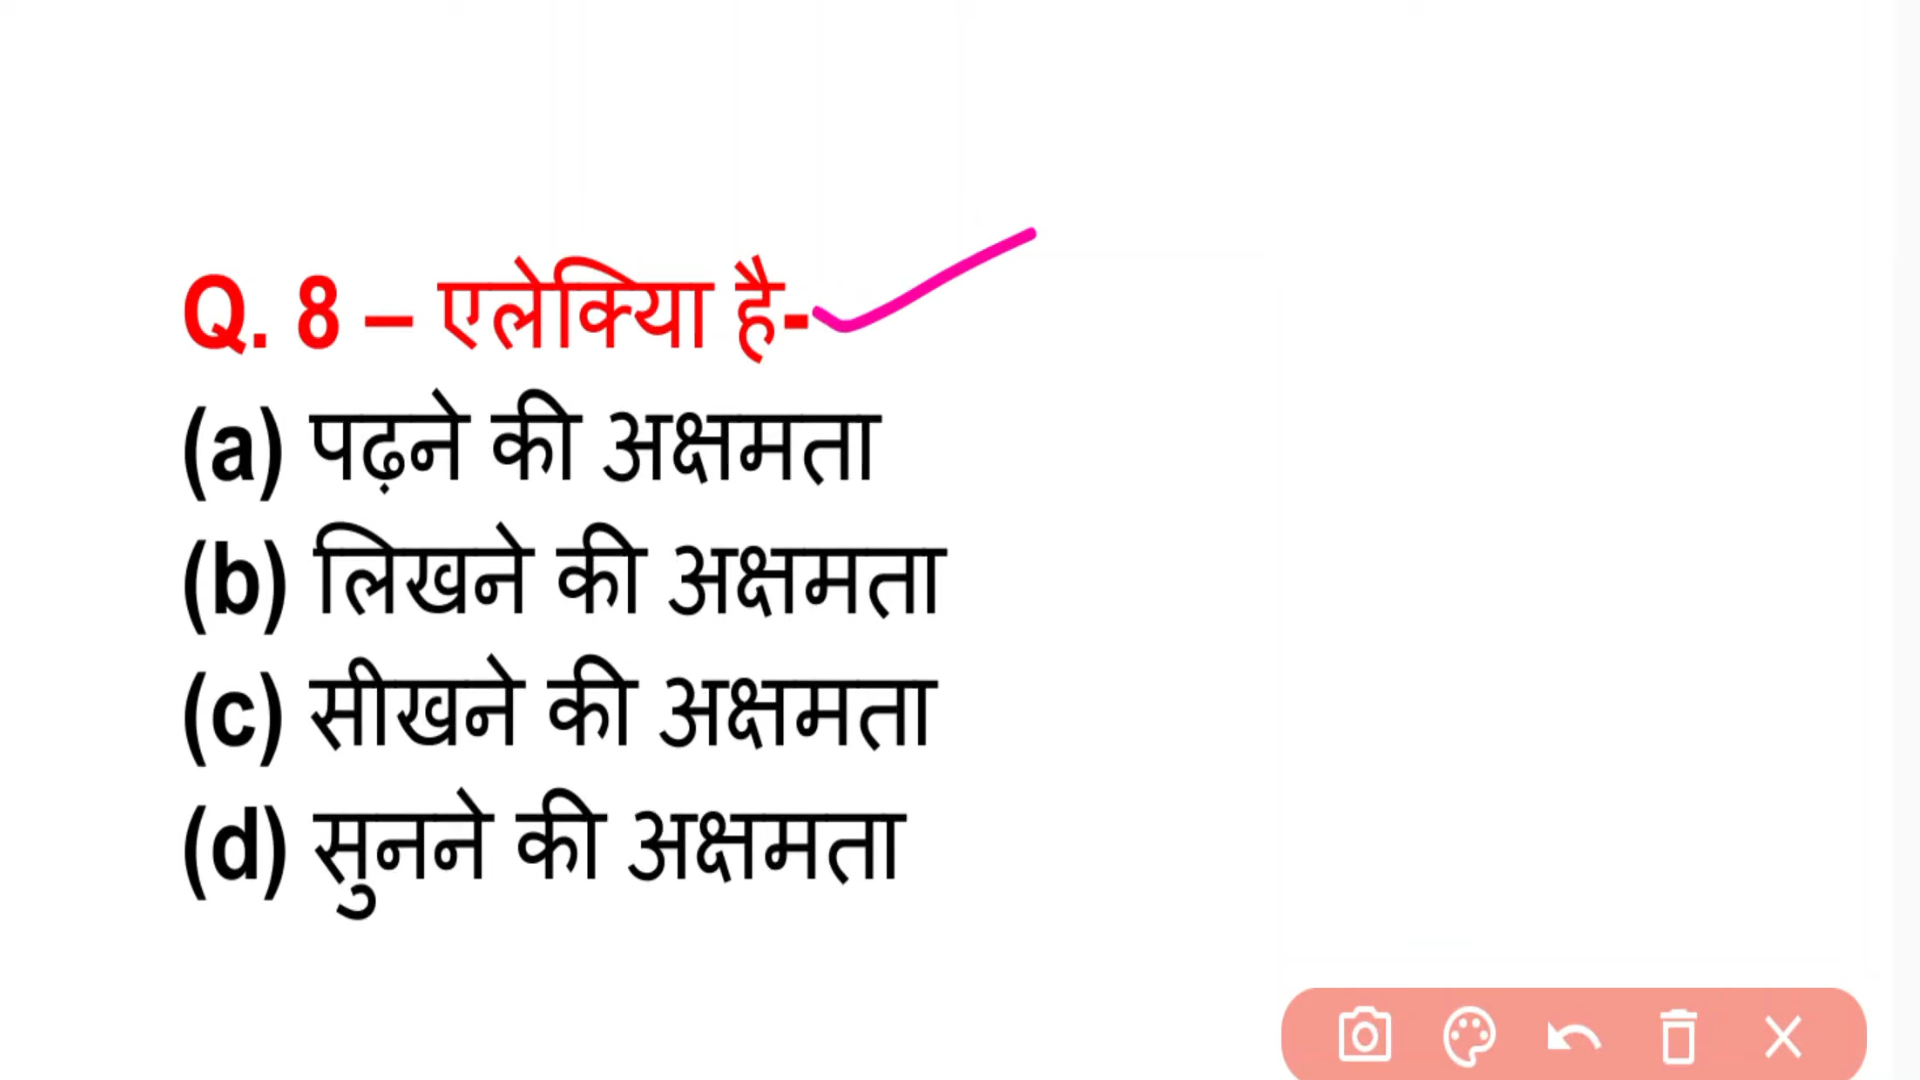 Q. 8 – एलेक्यिा है-
(a) पढ़ने की अक्षमता
(b) लिखने की अक्षमता
(c) सीखने की अक्षमता
(d) सुनने की अक्षमता